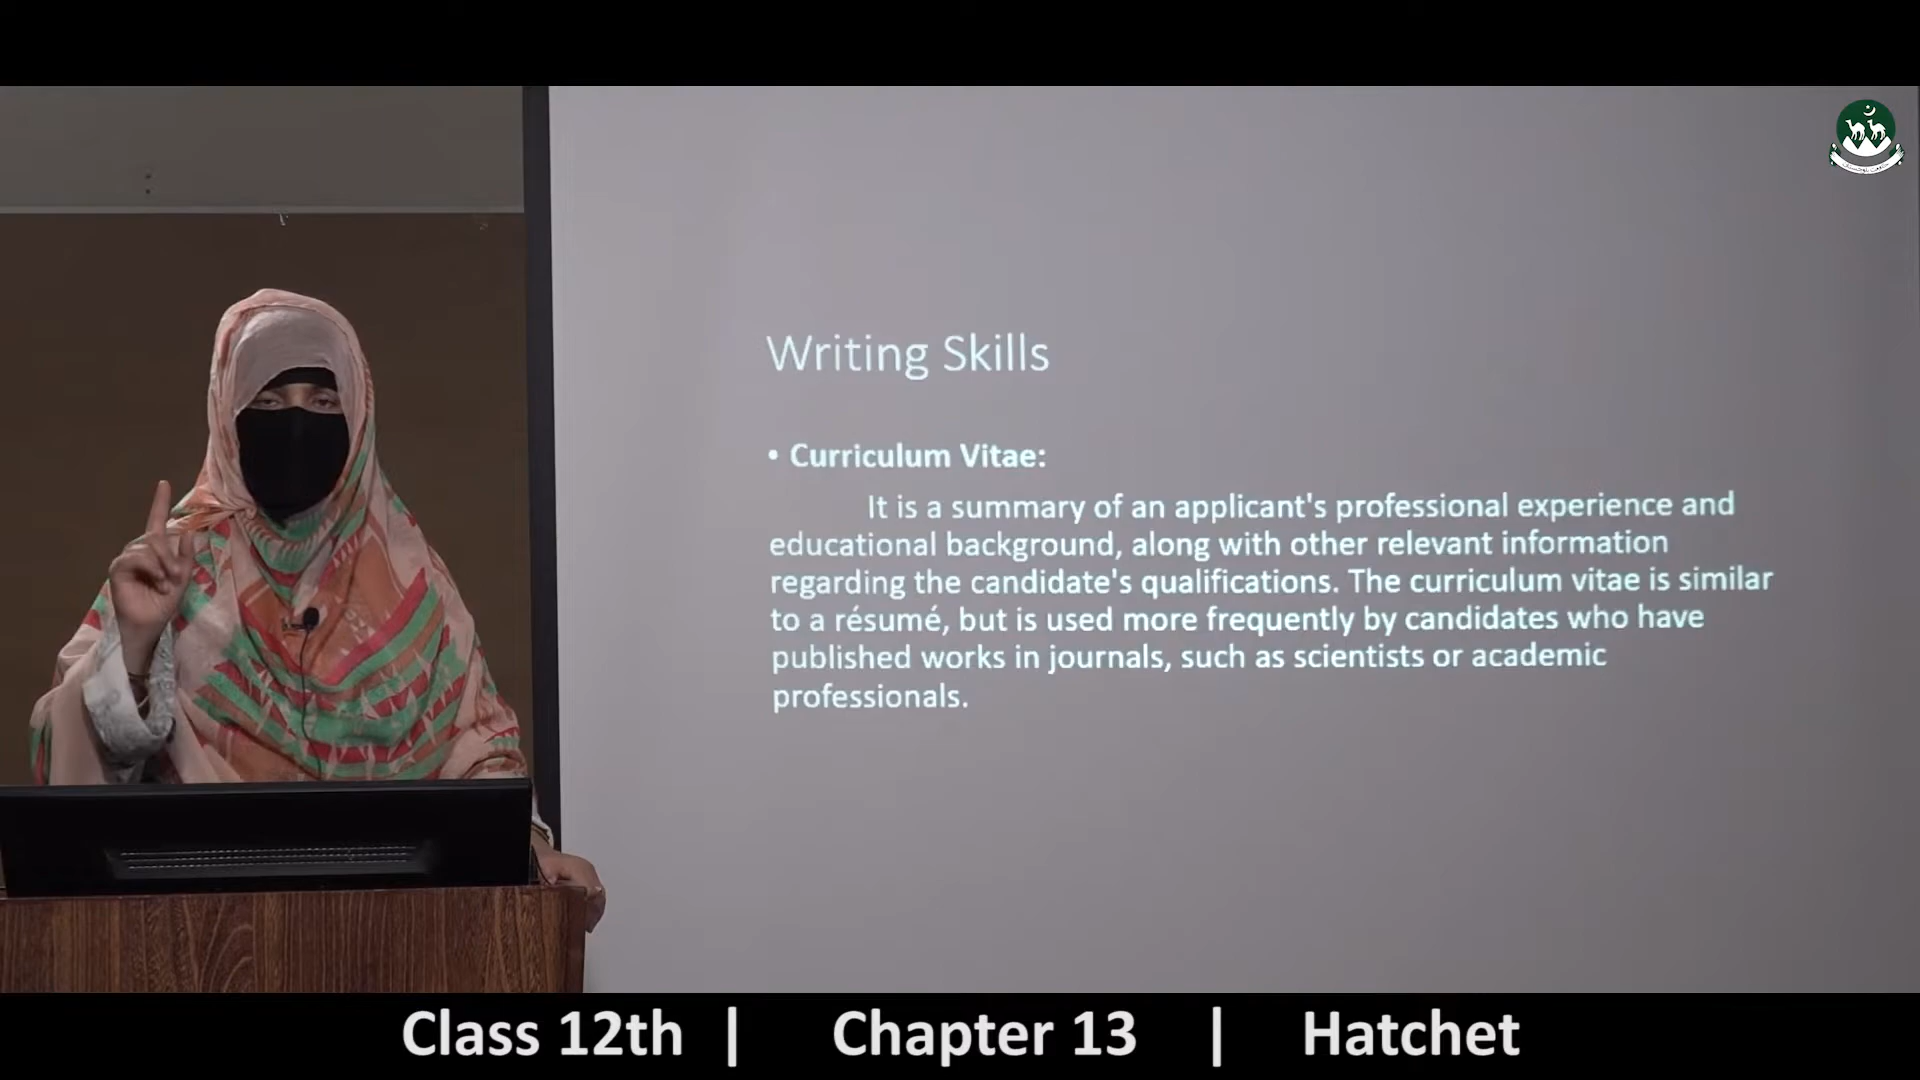 Writing Skills
• Curriculum Vitae:
It is a summary of an applicant's professional experience and
educational background, along with other relevant information
regarding the candidate's qualifications. The curriculum vitae is similar
to a résumé, but is used more frequently by candidates who have
published works in journals, such as scientists or academic
professionals.
Class 12th | Chapter 13 | Hatchet